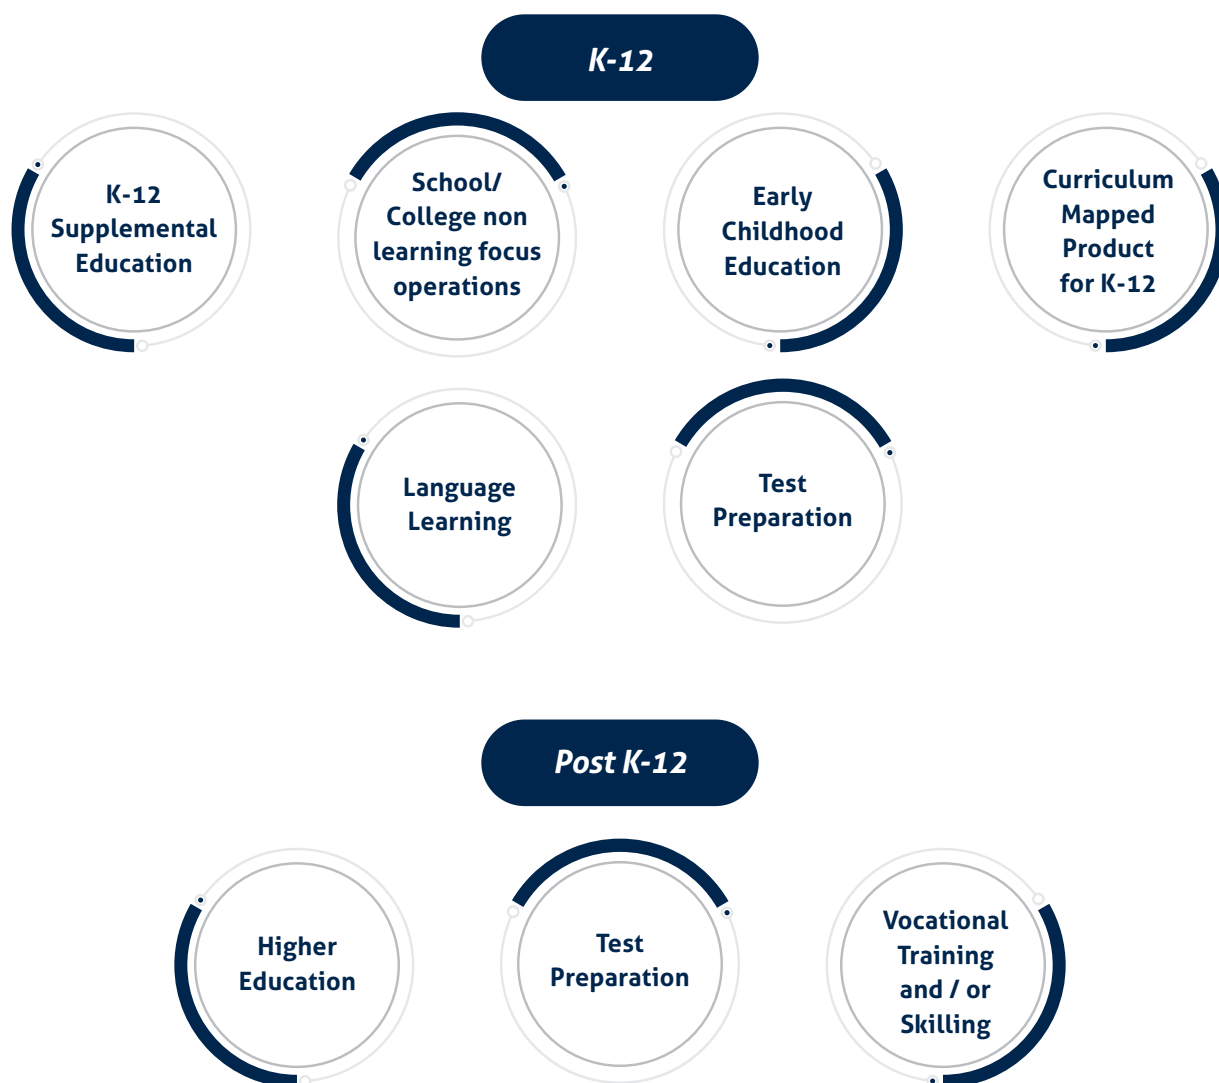 K-12
K-12
Supplemental
Education
School/
College non
learning focus
operations
Early
Childhood
Education
Curriculum
Mapped
Product
for K-12
Language
Learning
Test
Preparation
Post K-12
Higher
Education
Test
Preparation
Vocational
Training
and / or
Skilling